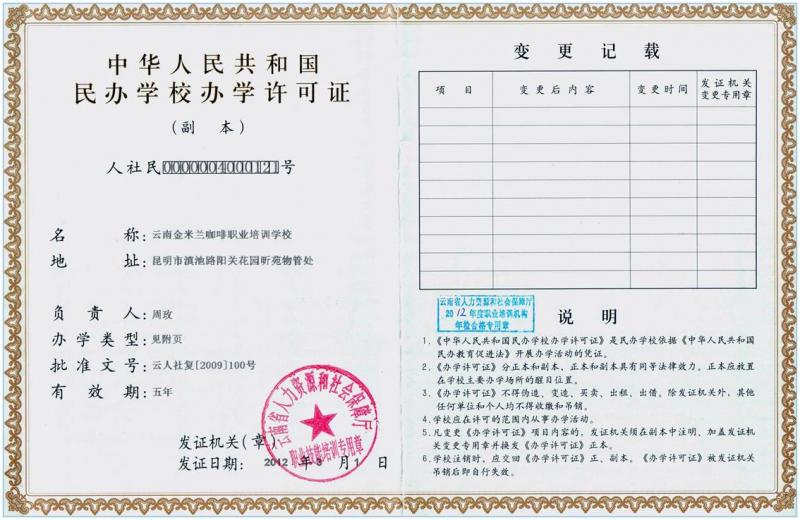 中华人民共和国
民办学校办学许可证
（副 本）
人社民0000004000121号
名 称：云南金米兰咖啡职业培训学校
地 址：昆明市滇池路阳关花园昕苑物管处
负 责 人：周玫
办学类型：见附页
批准文号：云人社复[2009]100号
有 效 期：五年
发证机关（章）
发证日期：2012 年 3 月 1 日
云南省人力资源和社会保障厅
职业技能培训专用章
变 更 记 载
项 目 变 更 后 内 容 变更时间 发证机关变更专用章
云南省人力资源和社会保障厅
2012年度职业培训机构
年检合格专用章
说 明
1.《中华人民共和国民办学校办学许可证》是民办学校依据《中华人民共和国
民办教育促进法》开展办学活动的凭证。
2.《办学许可证》分正本和副本，正本和副本具有同等法律效力。正本应放置
在学校主要办学场所的醒目位置。
3.《办学许可证》不得伪造、变造、买卖、出租、出借。除发证机关外，其他
任何单位和个人均不得收缴和吊销。
4.学校应在许可的范围内从事办学活动。
5.凡变更《办学许可证》项目内容的，发证机关须在副本中注明、加盖发证机
关变更专用章并换发《办学许可证》正本。
6.学校注销时，应交回《办学许可证》正、副本。《办学许可证》被发证机关
吊销后即自行失效。